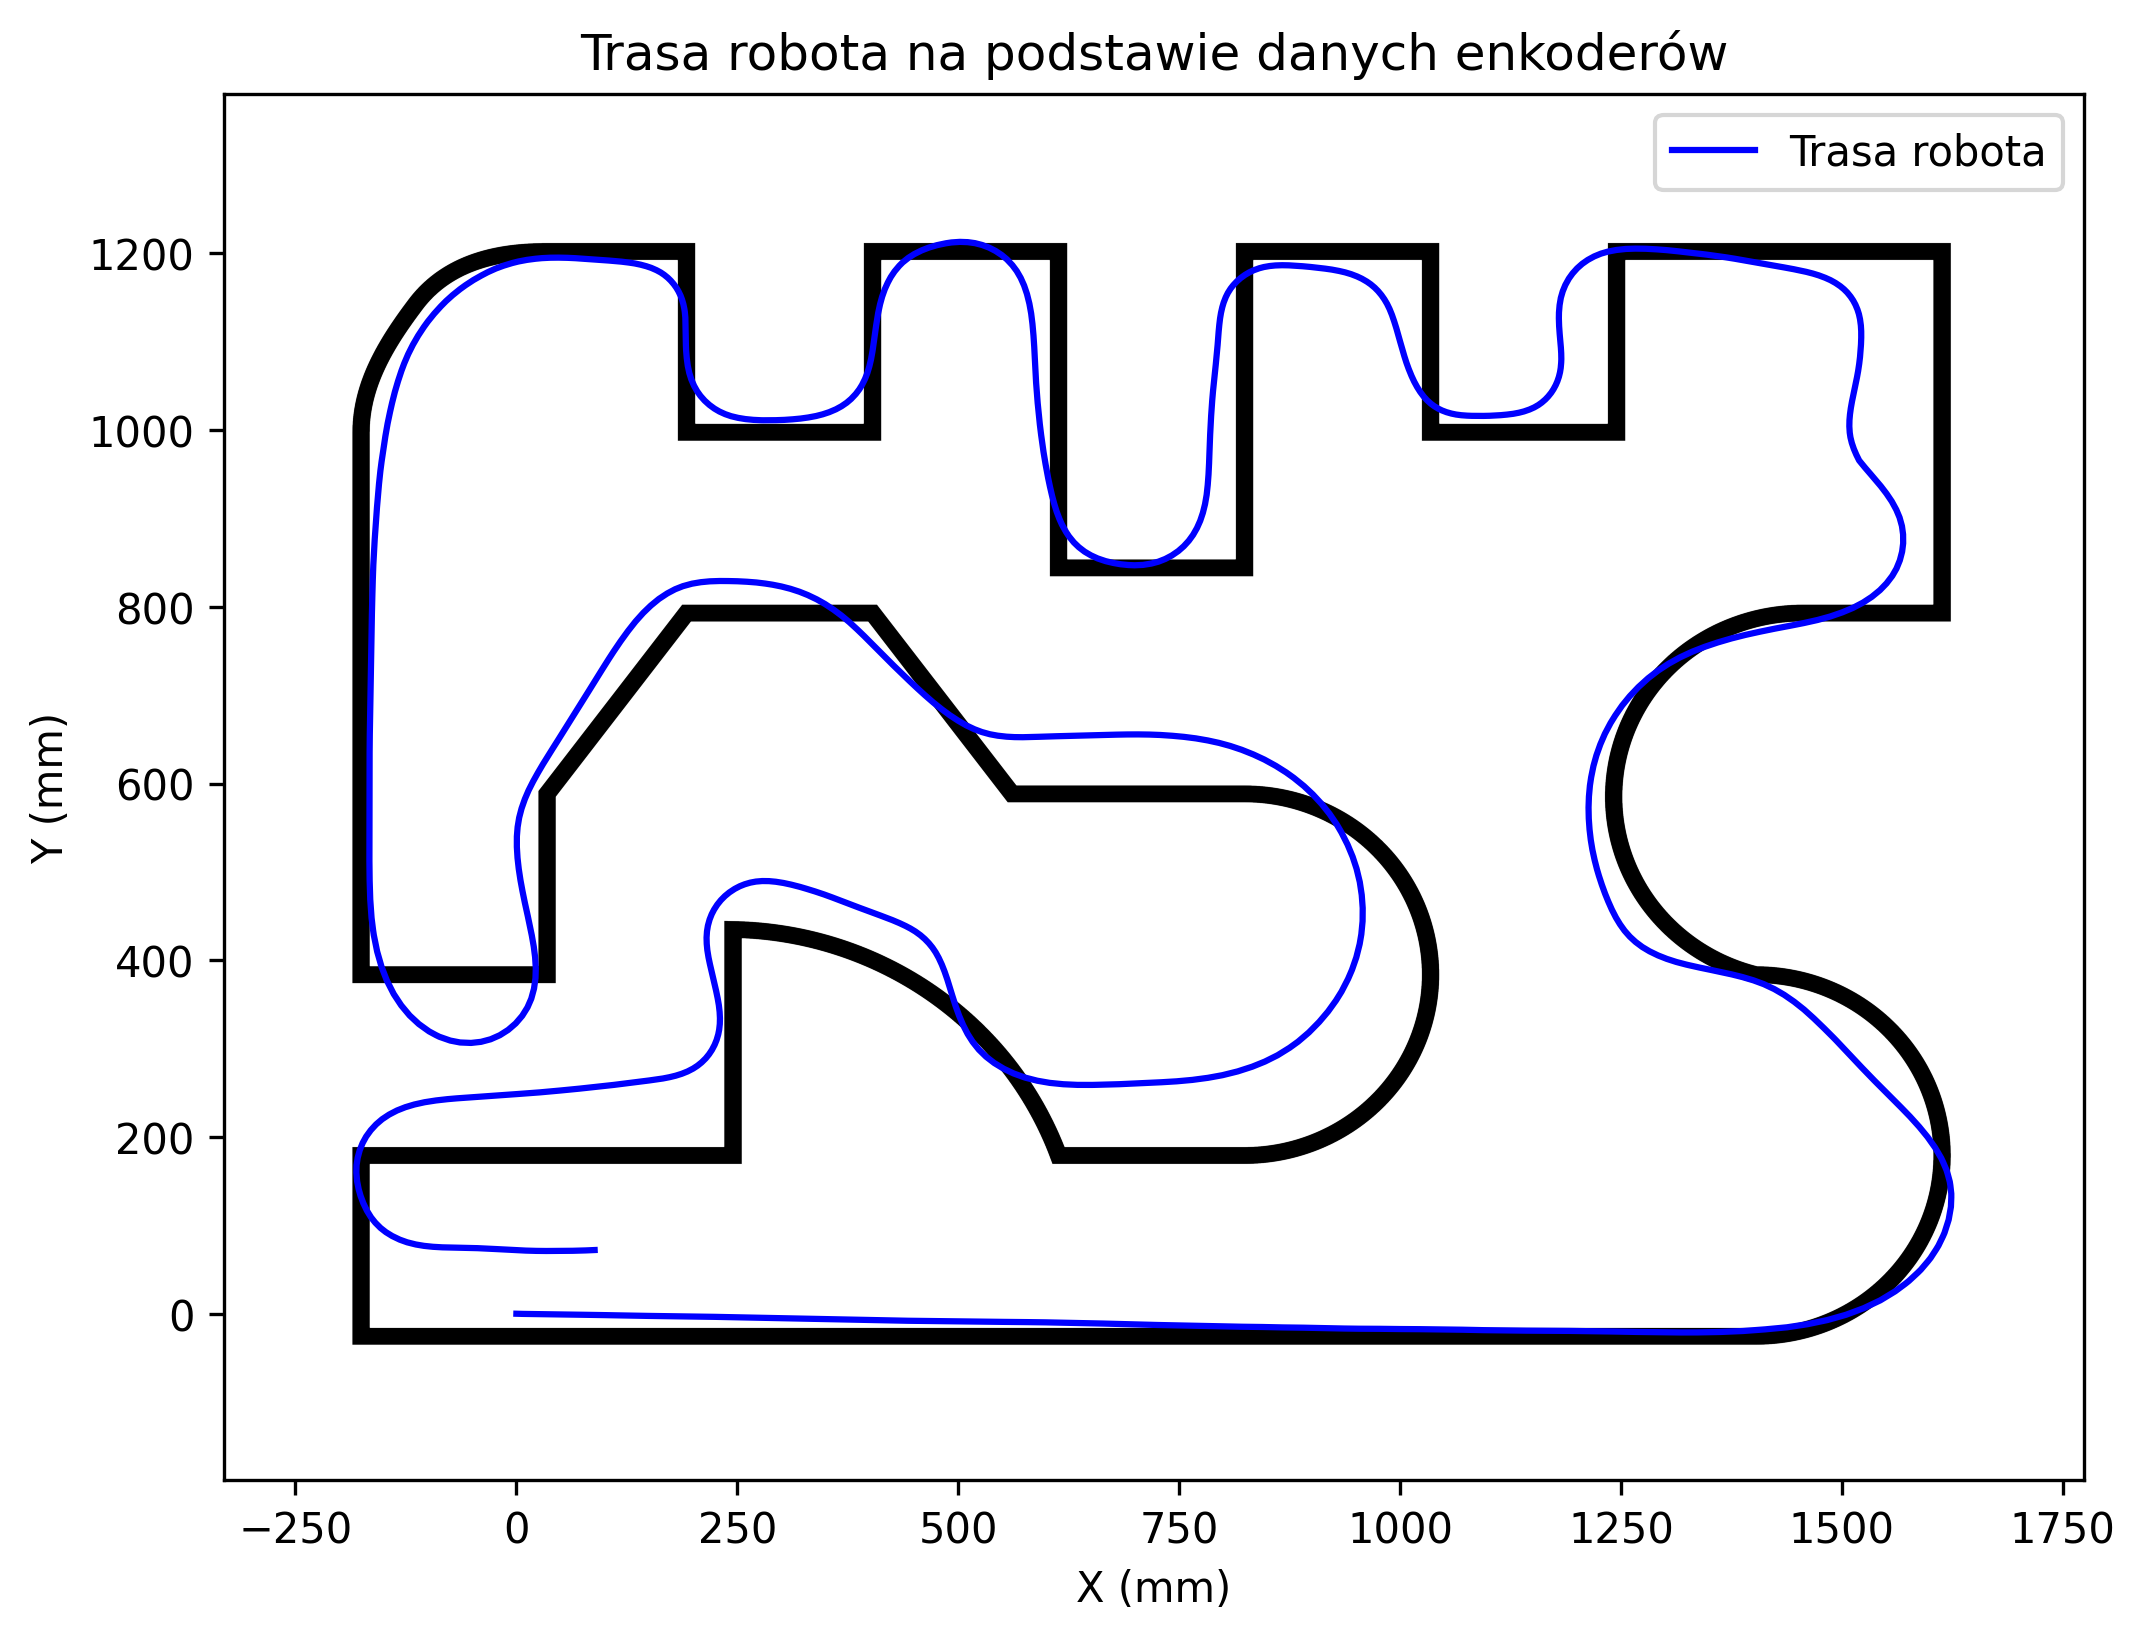 Trasa robota na podstawie danych enkoderów
Trasa robota
1200
1000
800
600
400
200
0
Y (mm)
−250 0 250 500 750 1000 1250 1500 1750
X (mm)